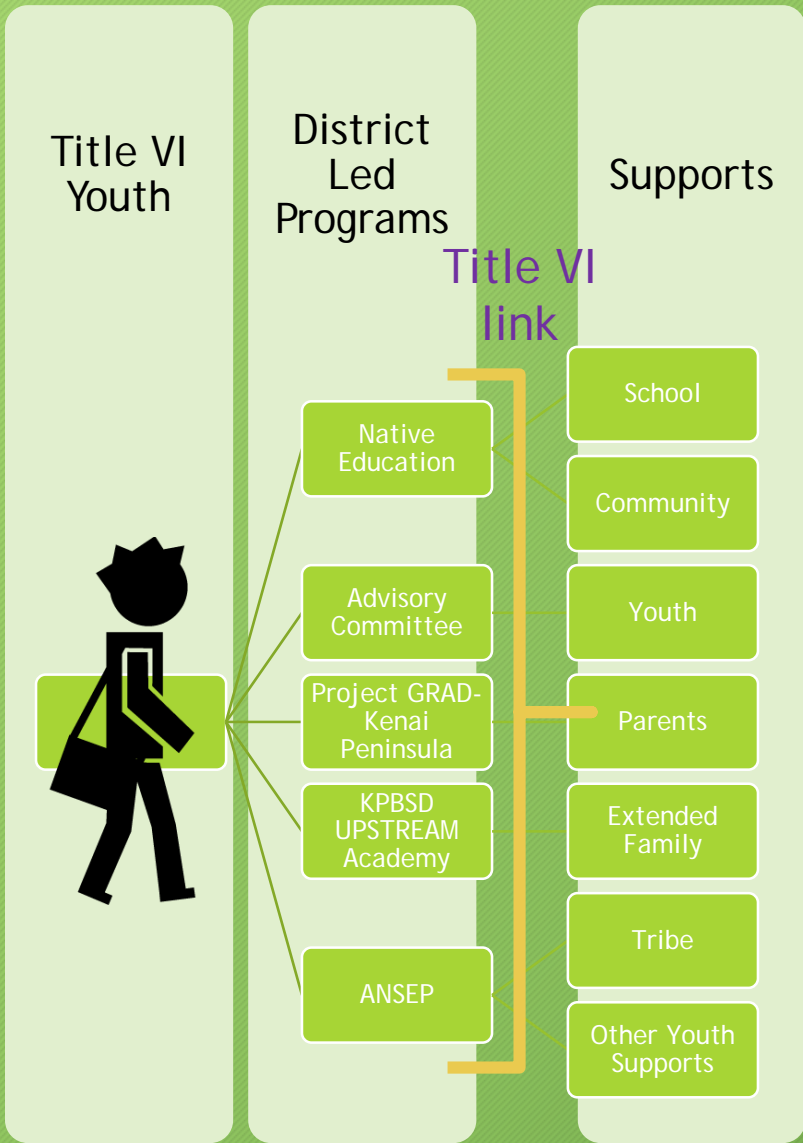 Title VI
Youth
District
Led
Programs
Supports
Title VI
link
Native
Education
Advisory
Committee
Project GRAD-
Kenai
Peninsula
KPBSD
UPSTREAM
Academy
ANSEP
School
Community
Youth
Parents
Extended
Family
Tribe
Other Youth
Supports